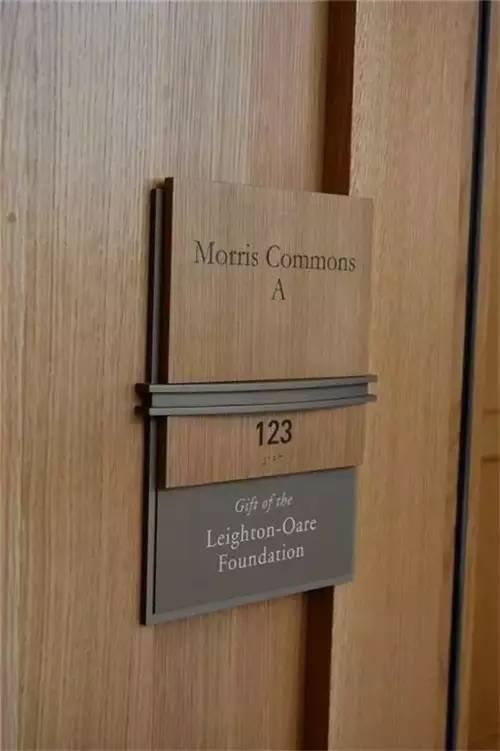 Morris Commons
A
123
Gift of the
Leighton-Oare
Foundation